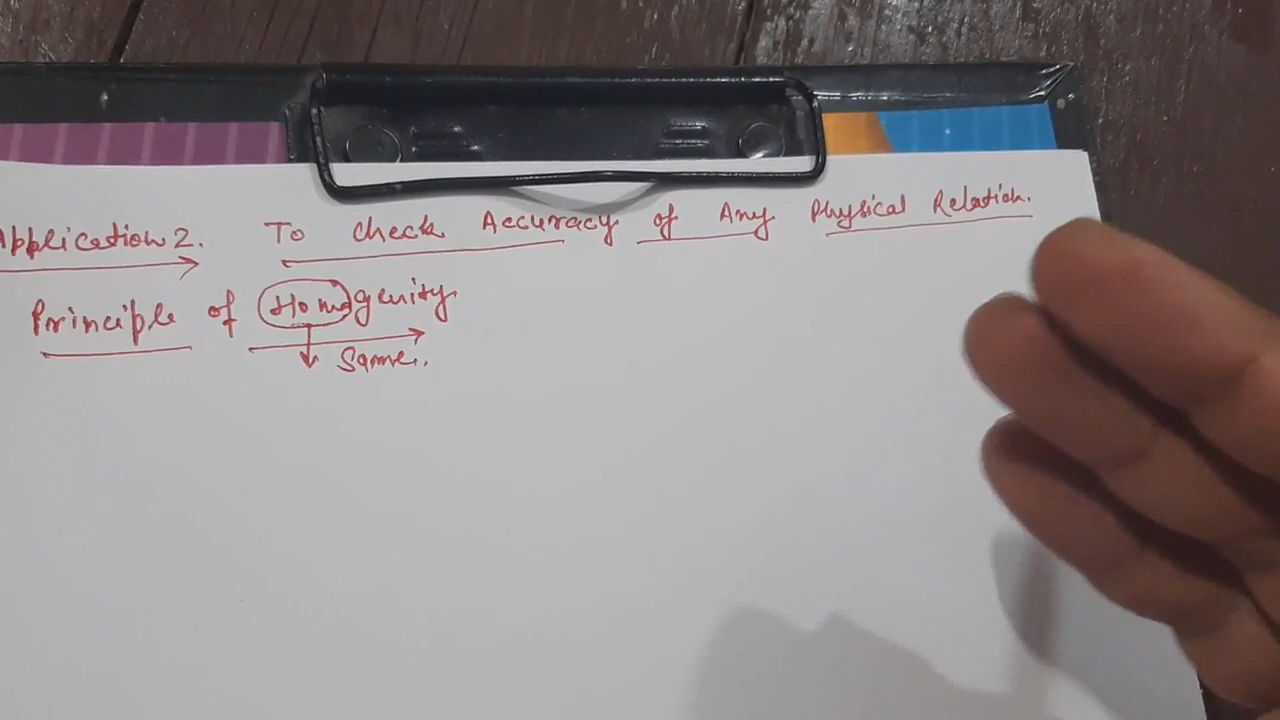 Application 2. To check Accuracy of Any Physical Relation.
Principle of Homogenity
Same.